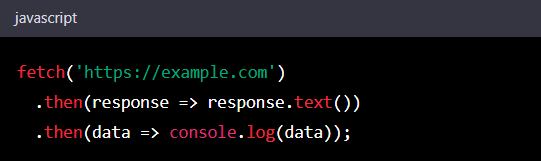 javascript
fetch('https://example.com')
  .then(response => response.text())
  .then(data => console.log(data));